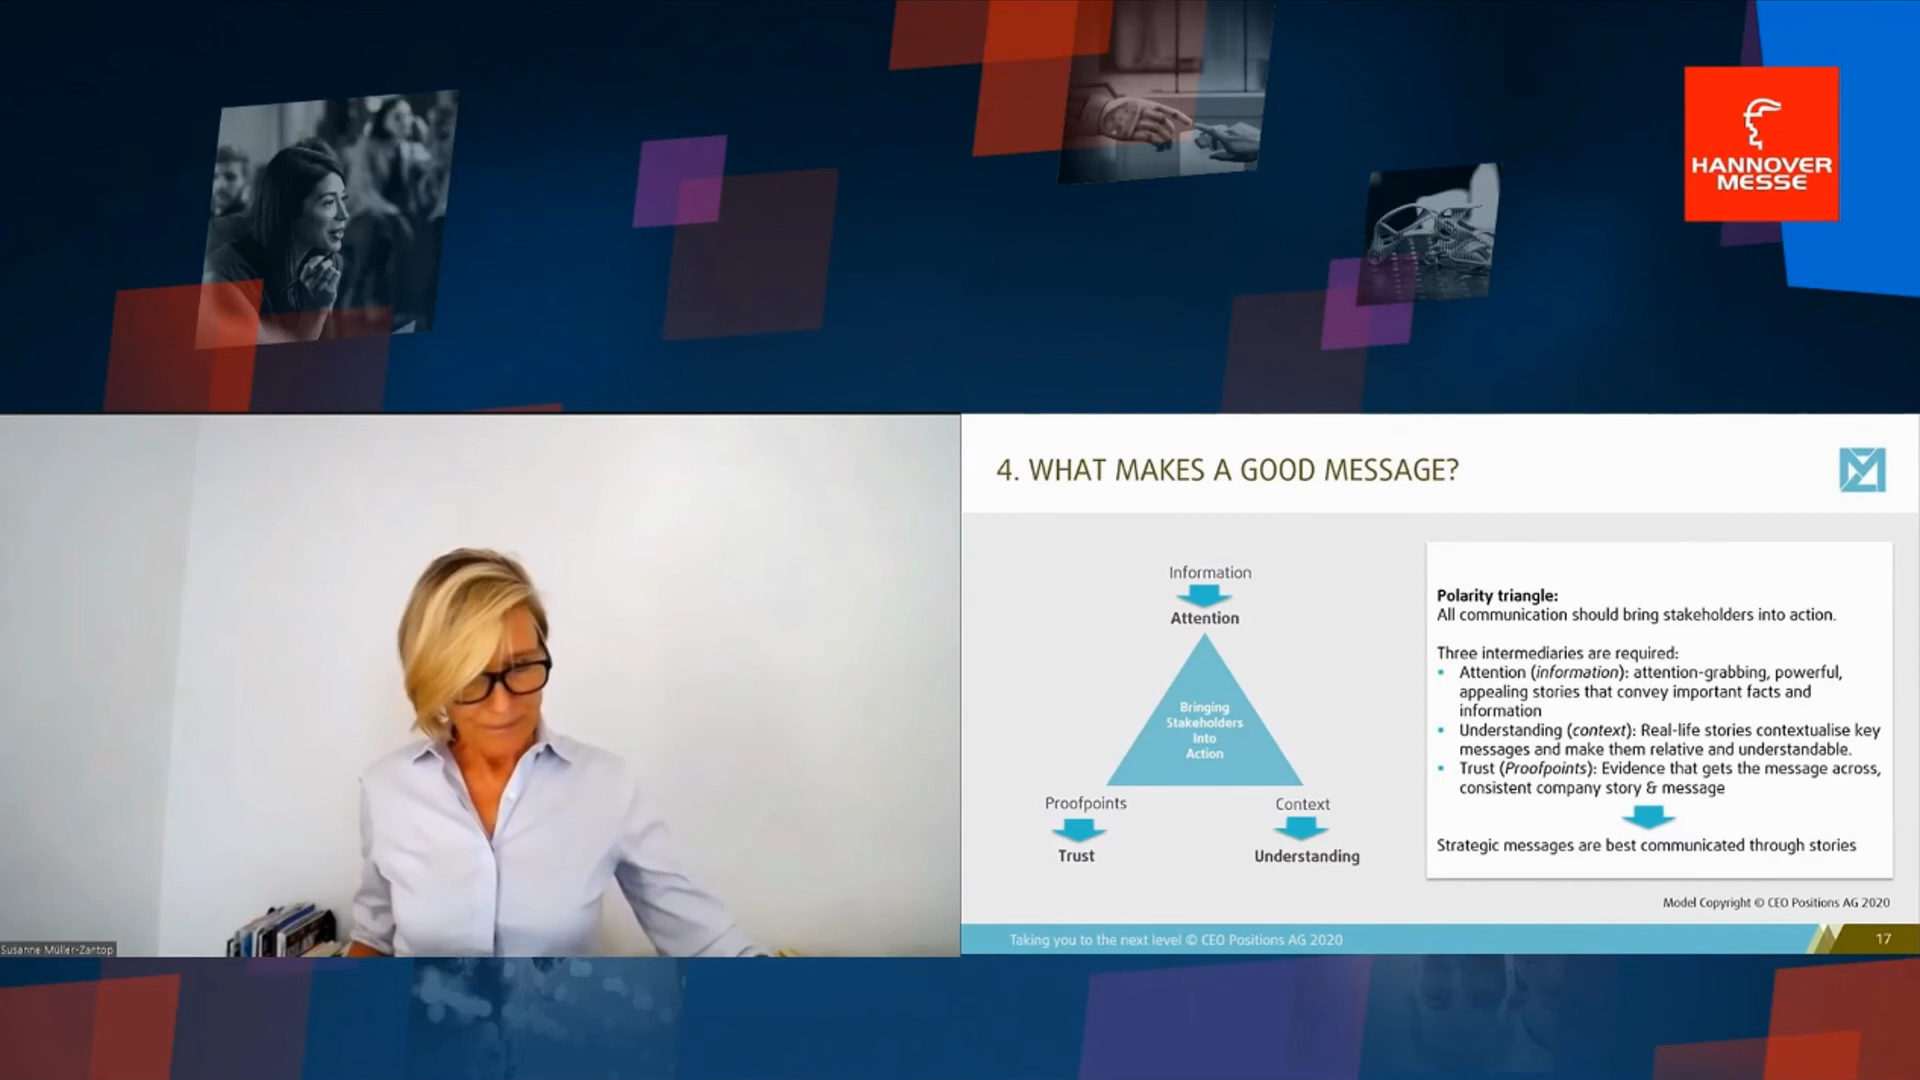 HANNOVER
MESSE
4. WHAT MAKES A GOOD MESSAGE?
Information
Attention
Bringing
Stakeholders
Into
Action
Proofpoints
Trust
Context
Understanding
Polarity triangle:
All communication should bring stakeholders into action.
Three intermediaries are required:
▪ Attention (information): attention-grabbing, powerful,
appealing stories that convey important facts and
information
▪ Understanding (context): Real-life stories contextualise key
messages and make them relative and understandable.
▪ Trust (Proofpoints): Evidence that gets the message across,
consistent company story & message
Strategic messages are best communicated through stories
Model Copyright © CEO Positions AG 2020
Taking you to the next level © CEO Positions AG 2020
17
Susanne Müller-Zantop